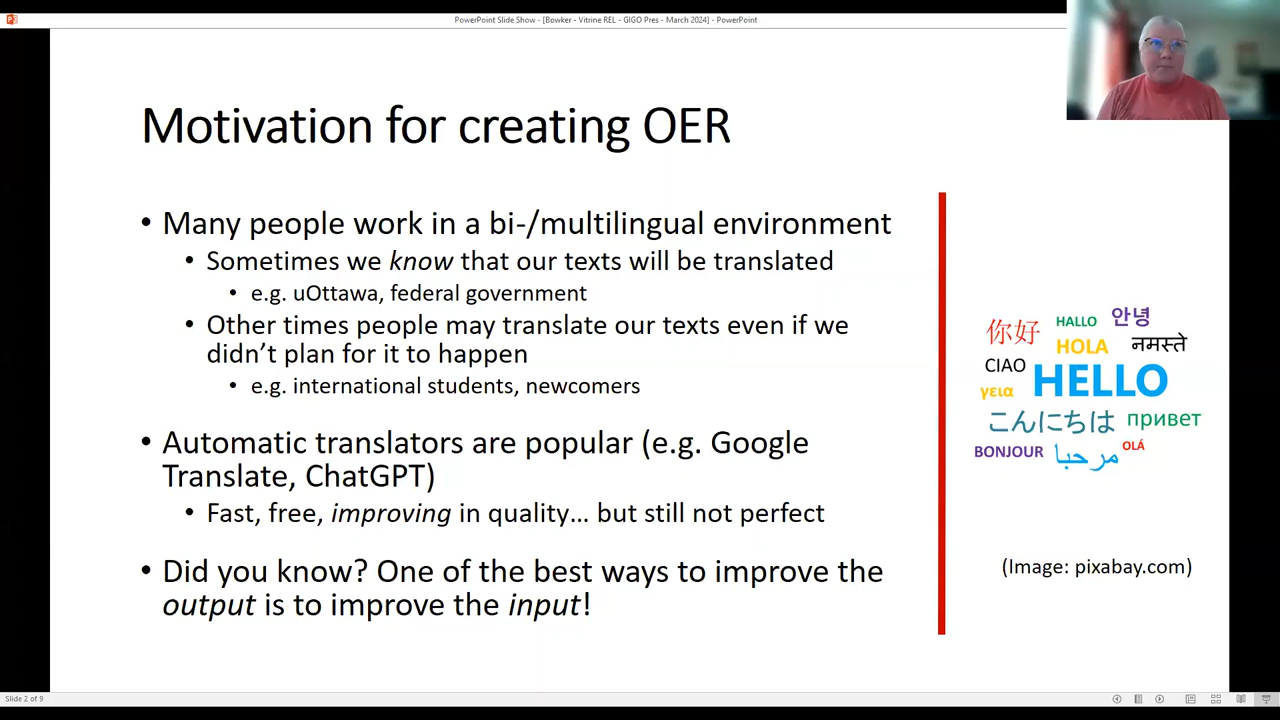 PowerPoint Slide Show - [Bowker - Vitrine REL - GIGO Pres - March 2024] - PowerPoint
Motivation for creating OER
• Many people work in a bi-/multilingual environment
• Sometimes we know that our texts will be translated
• e.g. uOttawa, federal government
• Other times people may translate our texts even if we
didn't plan for it to happen
• e.g. international students, newcomers
• Automatic translators are popular (e.g. Google
Translate, ChatGPT)
• Fast, free, improving in quality… but still not perfect
• Did you know? One of the best ways to improve the
output is to improve the input!
你好 HALLO 안녕
CIAO HOLA नमस्ते
γεια HELLO
こんにちは привет
BONJOUR مرحبا OLÁ
(Image: pixabay.com)
Slide 2 of 9